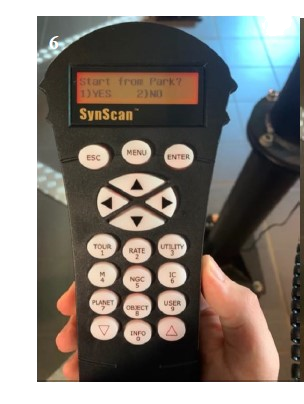 6
Start from Park?
1)YES 2)NO
SynScan™
ESC MENU ENTER
TOUR RATE UTILITY
1 2 3
M NGC IC
4 5 6
PLANET OBJECT USER
7 8 9
INFO
0